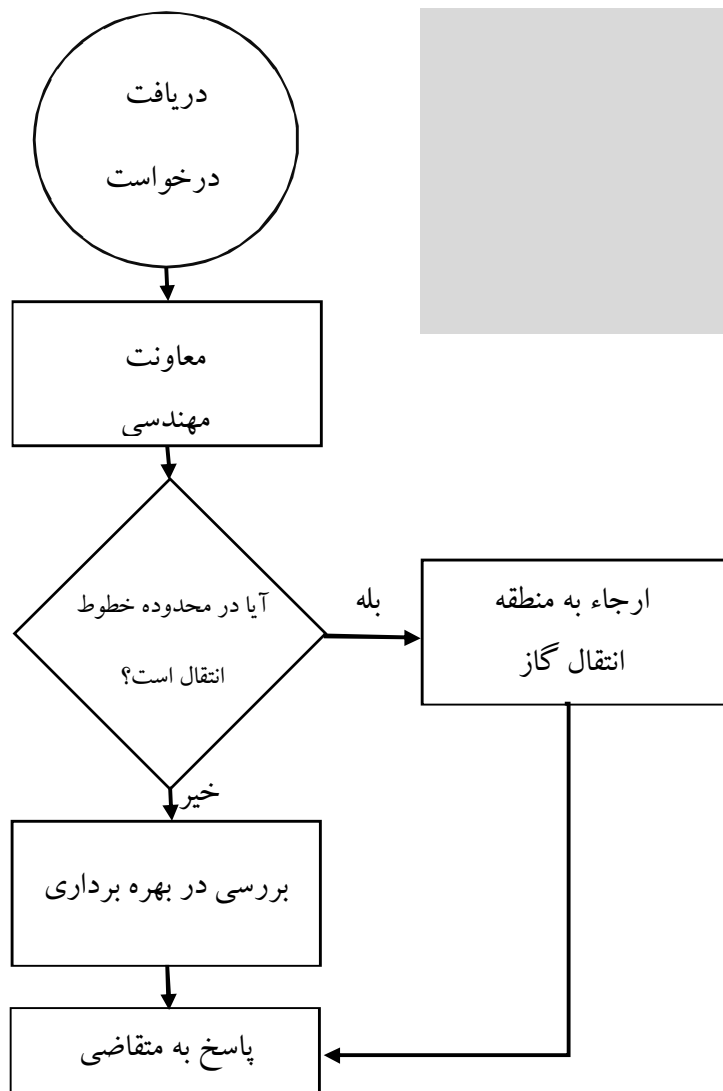 دریافت
درخواست
معاونت
مهندسی
آیا در محدوده خطوط
انتقال است؟
بله
ارجاء به منطقه
انتقال گاز
خیر
بررسی در بهره برداری
پاسخ به متقاضی